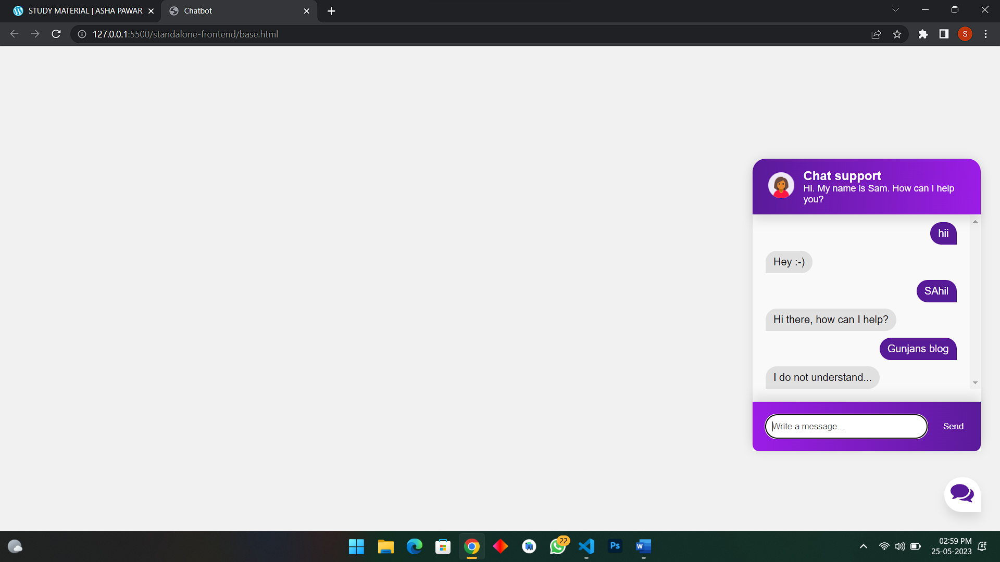 STUDY MATERIAL | ASHA PAWAR
Chatbot
127.0.0.1:5500/standalone-frontend/base.html
S
Chat support
Hi. My name is Sam. How can I help
you?
hii
Hey :-)
SAhil
Hi there, how can I help?
Gunjans blog
I do not understand...
Write a message...
Send
22
Ps
W
02:59 PM
25-05-2023